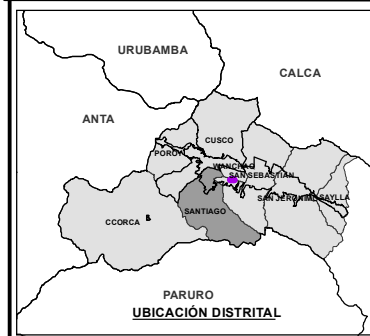 URUBAMBA
CALCA
ANTA
CUSCO
POROY
WANCHAQ
SAN SEBASTIAN
SAN JERONIMO
SAYLLA
SANTIAGO
CCORCA
PARURO
UBICACIÓN DISTRITAL